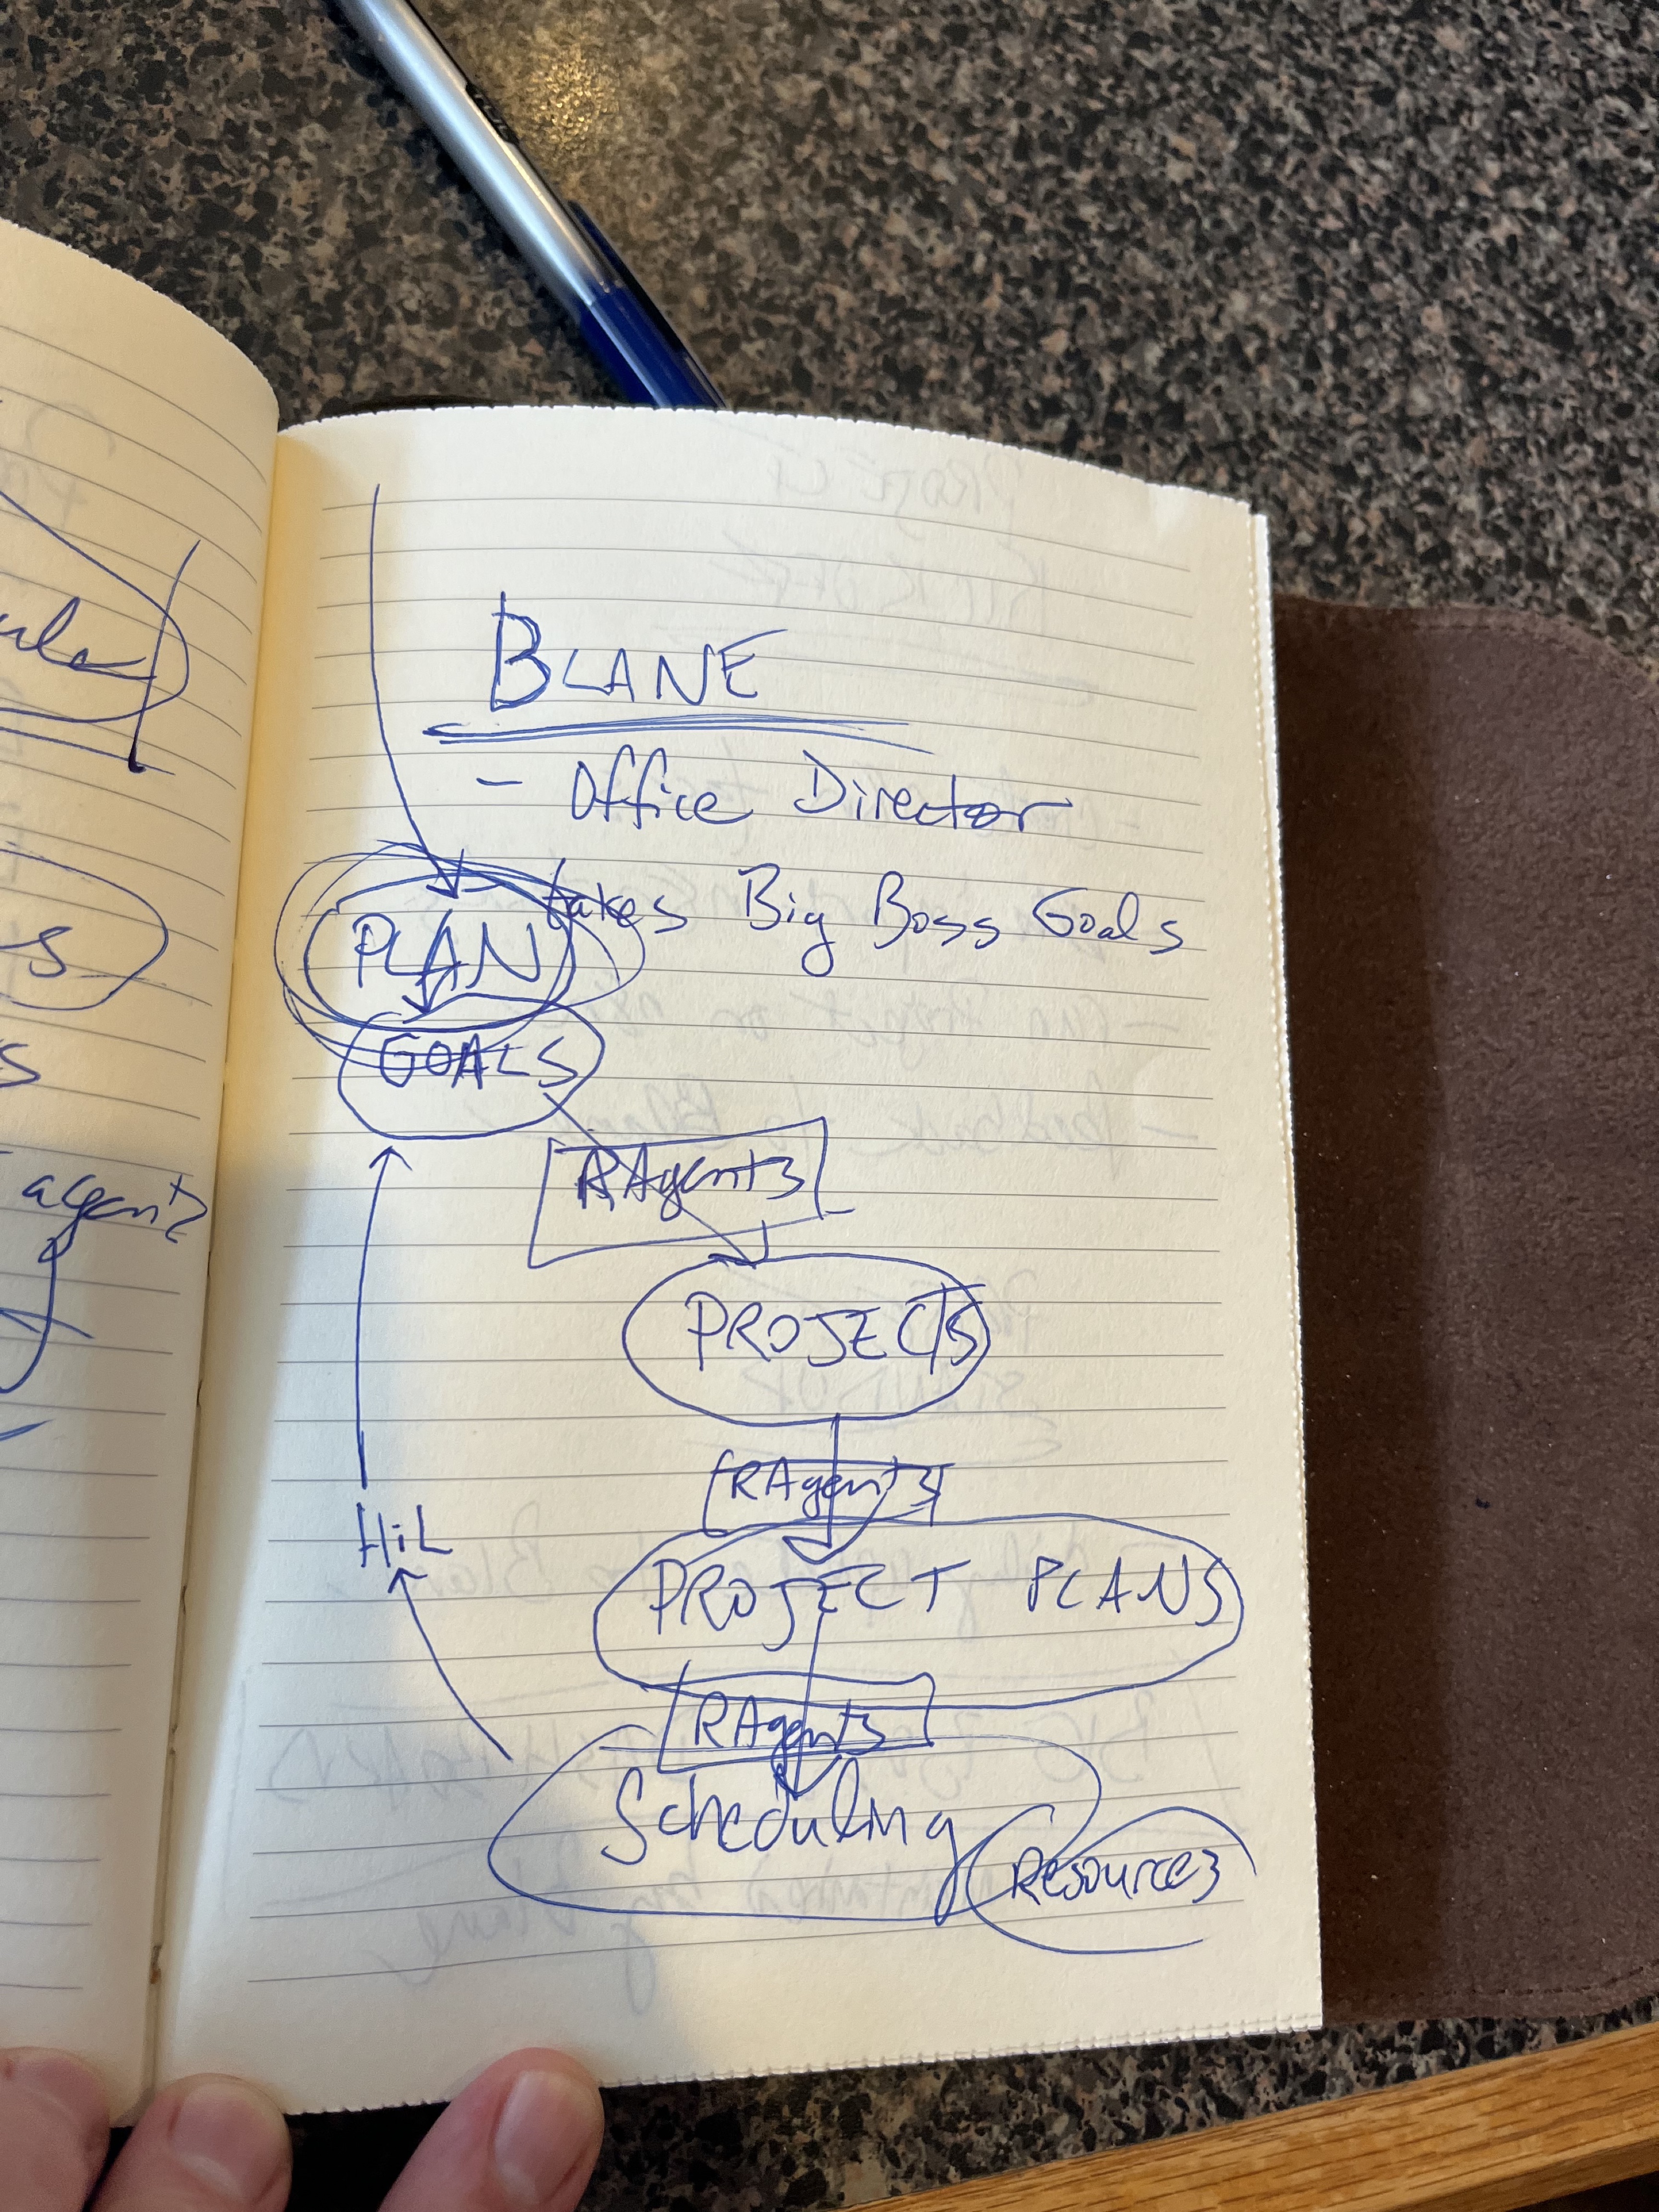 BLANE
- Office Director
takes Big Boss Goals
PLAN
GOALS
RAgents
PROJECTS
RAgents
HiL
PROJECT PLANS
RAgents
Scheduling
Resources
agents